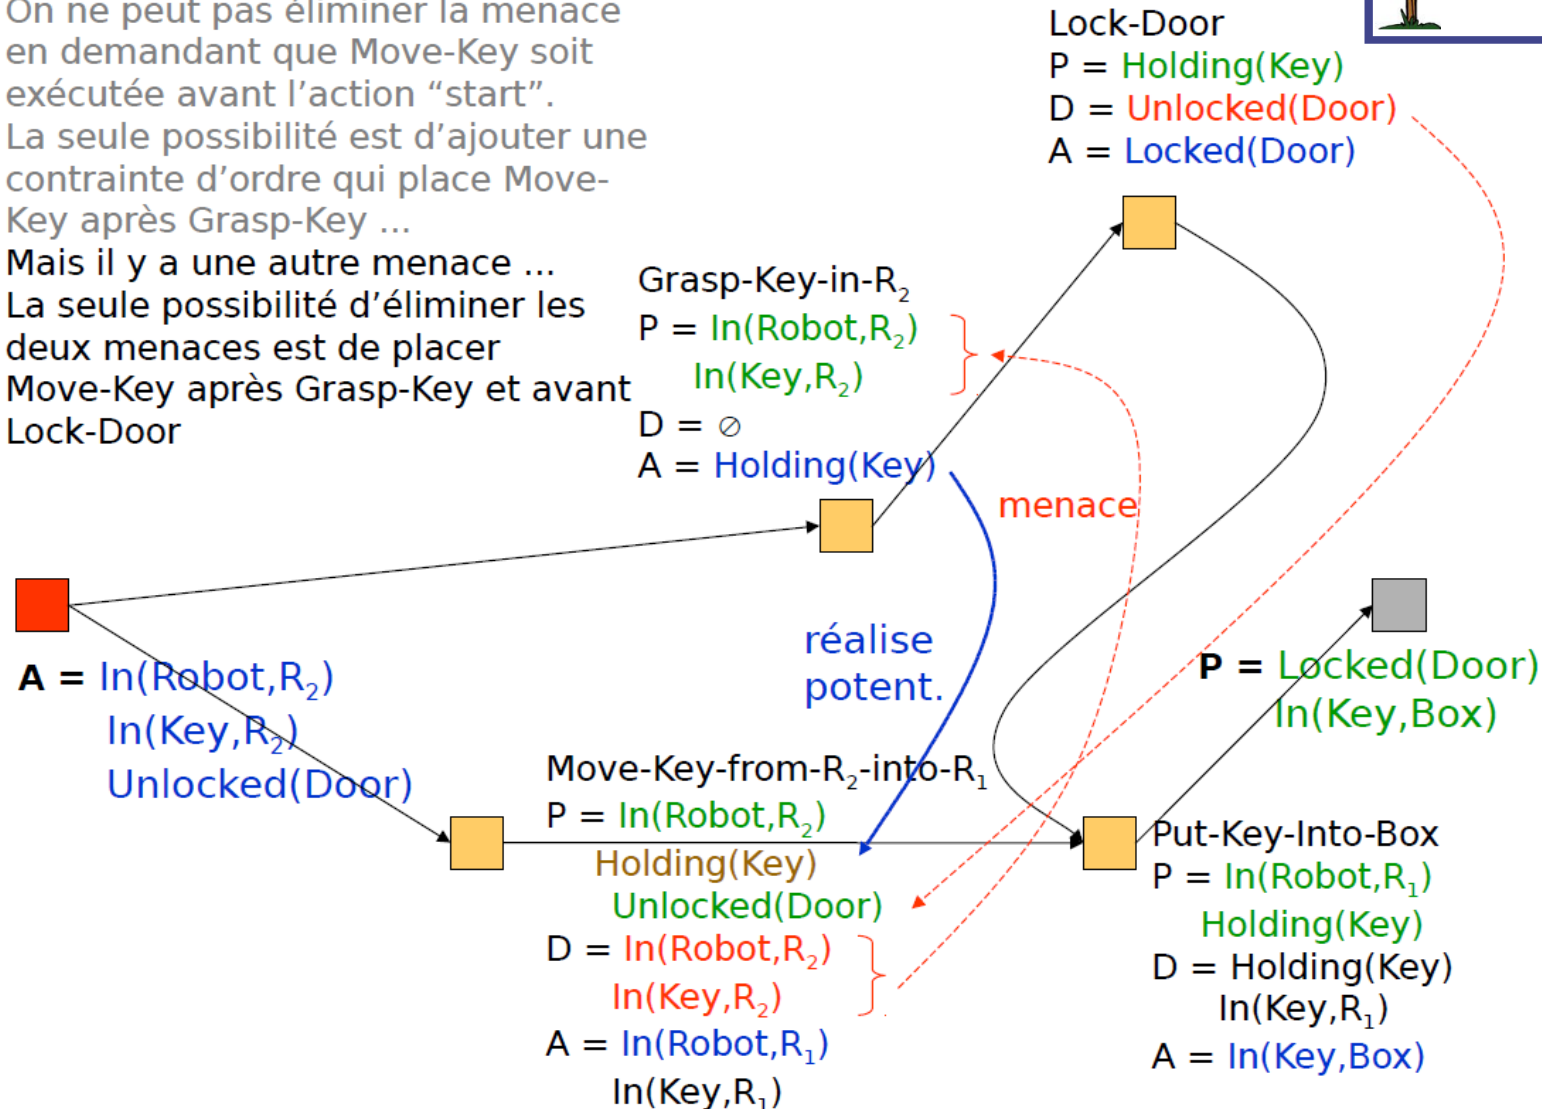 On ne peut pas éliminer la menace
en demandant que Move-Key soit
exécutée avant l’action “start”.
La seule possibilité est d’ajouter une
contrainte d’ordre qui place Move-
Key après Grasp-Key ...
Mais il y a une autre menace ...
La seule possibilité d’éliminer les
deux menaces est de placer
Move-Key après Grasp-Key et avant
Lock-Door
Lock-Door
P = Holding(Key)
D = Unlocked(Door)
A = Locked(Door)
Grasp-Key-in-R₂
P = In(Robot,R₂)
In(Key,R₂)
D = ∅
A = Holding(Key)
menace
réalise
potent.
A = In(Robot,R₂)
In(Key,R₂)
Unlocked(Door)
P = Locked(Door)
In(Key,Box)
Move-Key-from-R₂-into-R₁
P = In(Robot,R₂)
Holding(Key)
Unlocked(Door)
D = In(Robot,R₂)
In(Key,R₂)
A = In(Robot,R₁)
In(Key,R₁)
Put-Key-Into-Box
P = In(Robot,R₁)
Holding(Key)
D = Holding(Key)
In(Key,R₁)
A = In(Key,Box)